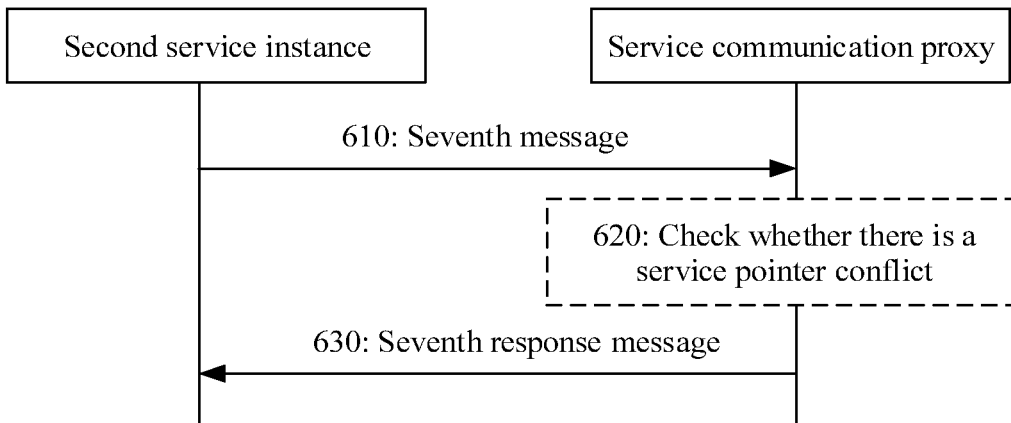 Second service instance
Service communication proxy
610: Seventh message
620: Check whether there is a
service pointer conflict
630: Seventh response message